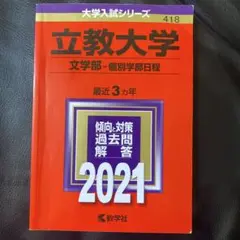 大学入試シリーズ
418
立教大学
文学部-個別学部日程
最近3カ年
傾向と対策
過去問
解答
2021
教学社